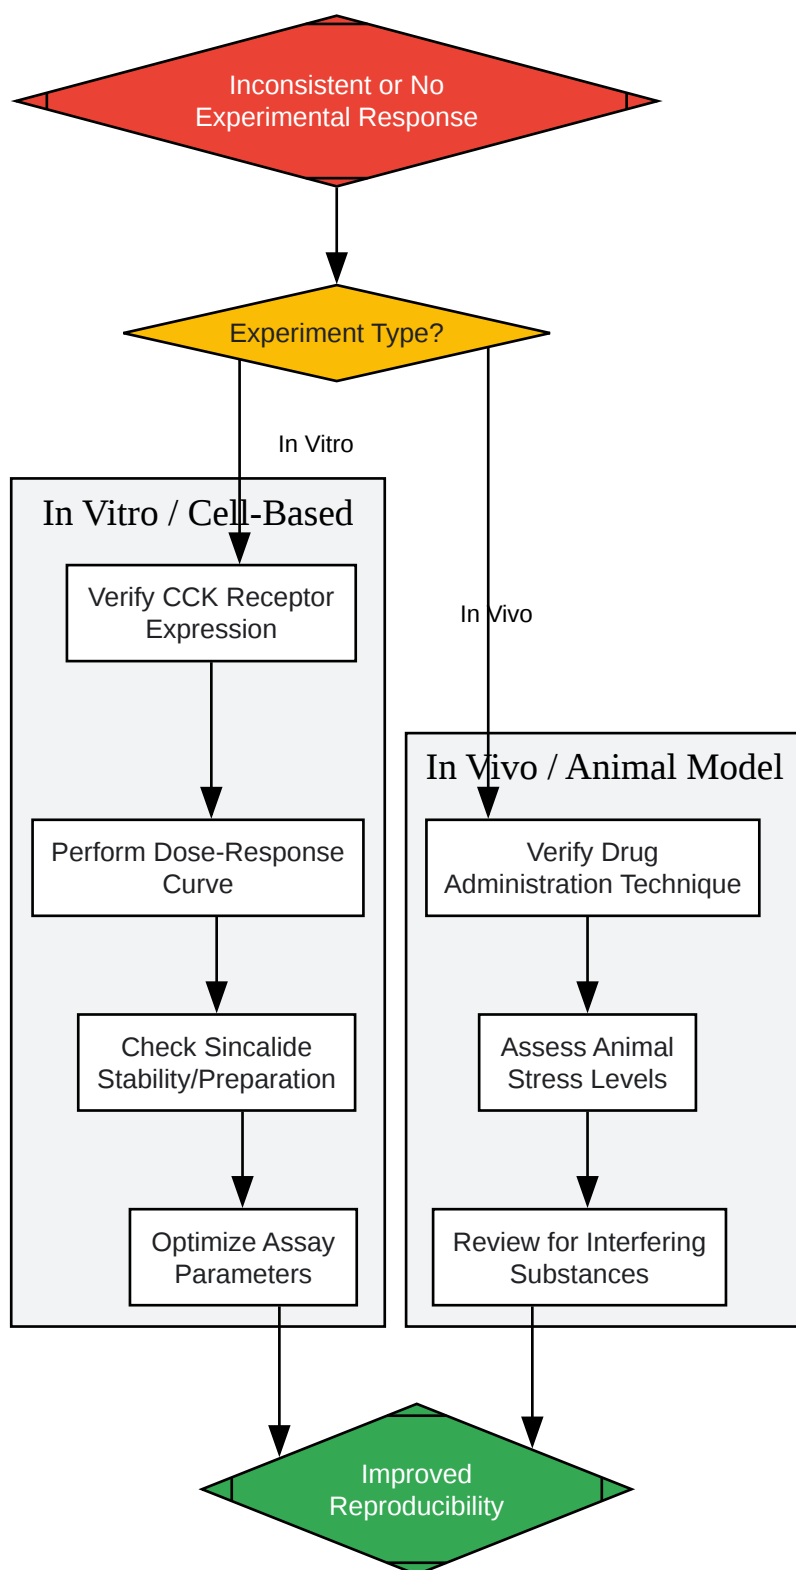 Inconsistent or No
Experimental Response
Experiment Type?
In Vitro
In Vitro / Cell-Based
Verify CCK Receptor
Expression
Perform Dose-Response
Curve
Check Sincalide
Stability/Preparation
Optimize Assay
Parameters
In Vivo
In Vivo / Animal Model
Verify Drug
Administration Technique
Assess Animal
Stress Levels
Review for Interfering
Substances
Improved
Reproducibility